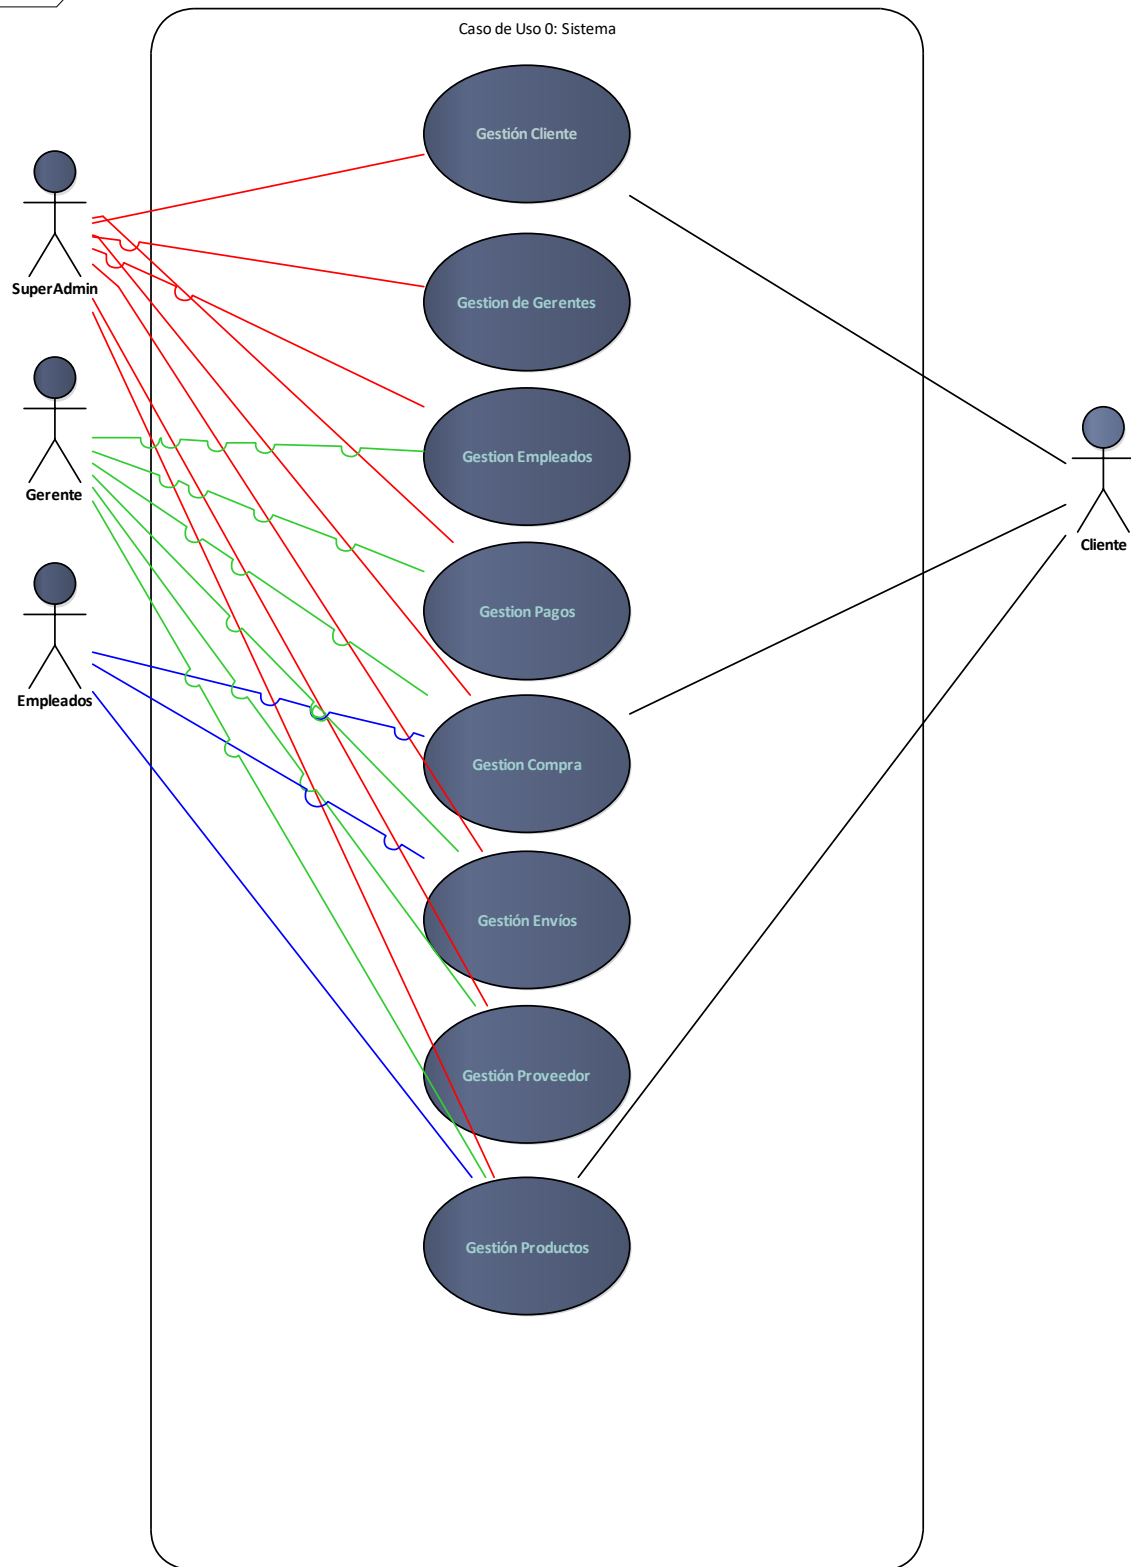 Caso de Uso 0: Sistema
Gestión Cliente
SuperAdmin
Gestion de Gerentes
Gerente
Gestion Empleados
Cliente
Gestion Pagos
Empleados
Gestion Compra
Gestión Envíos
Gestión Proveedor
Gestión Productos